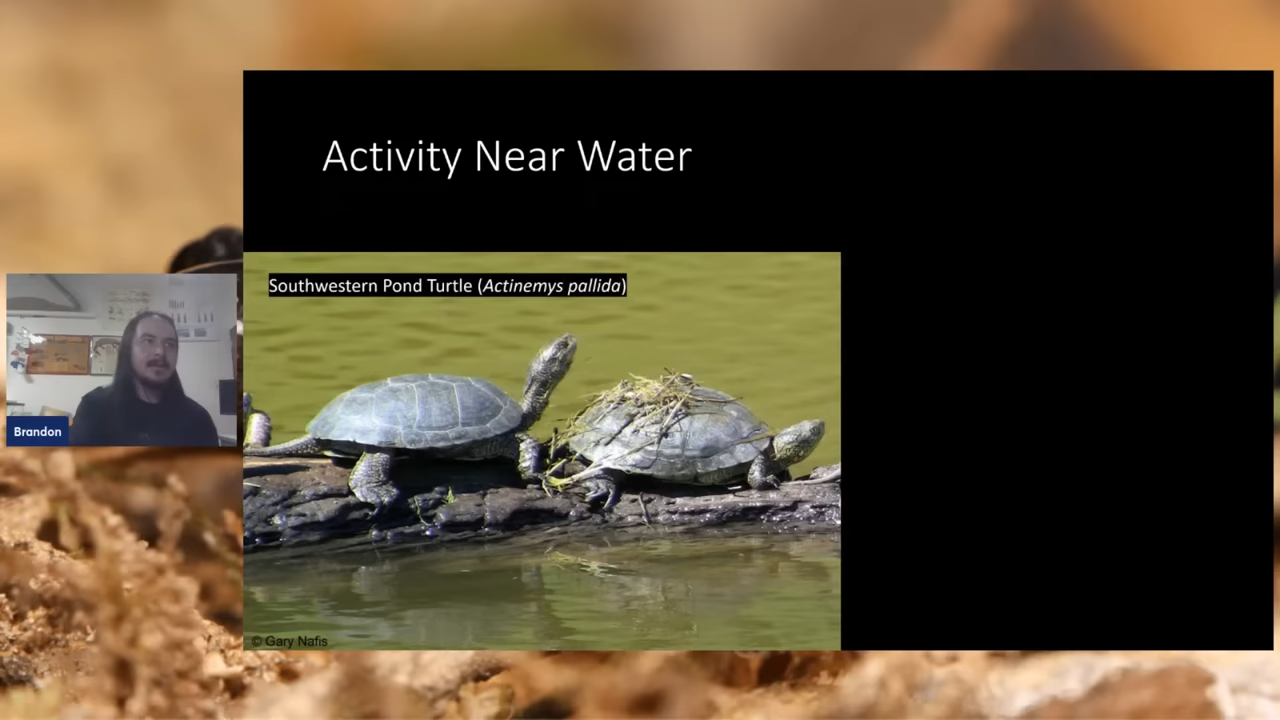 Activity Near Water
Southwestern Pond Turtle (Actinemys pallida)
Brandon
© Gary Nafis